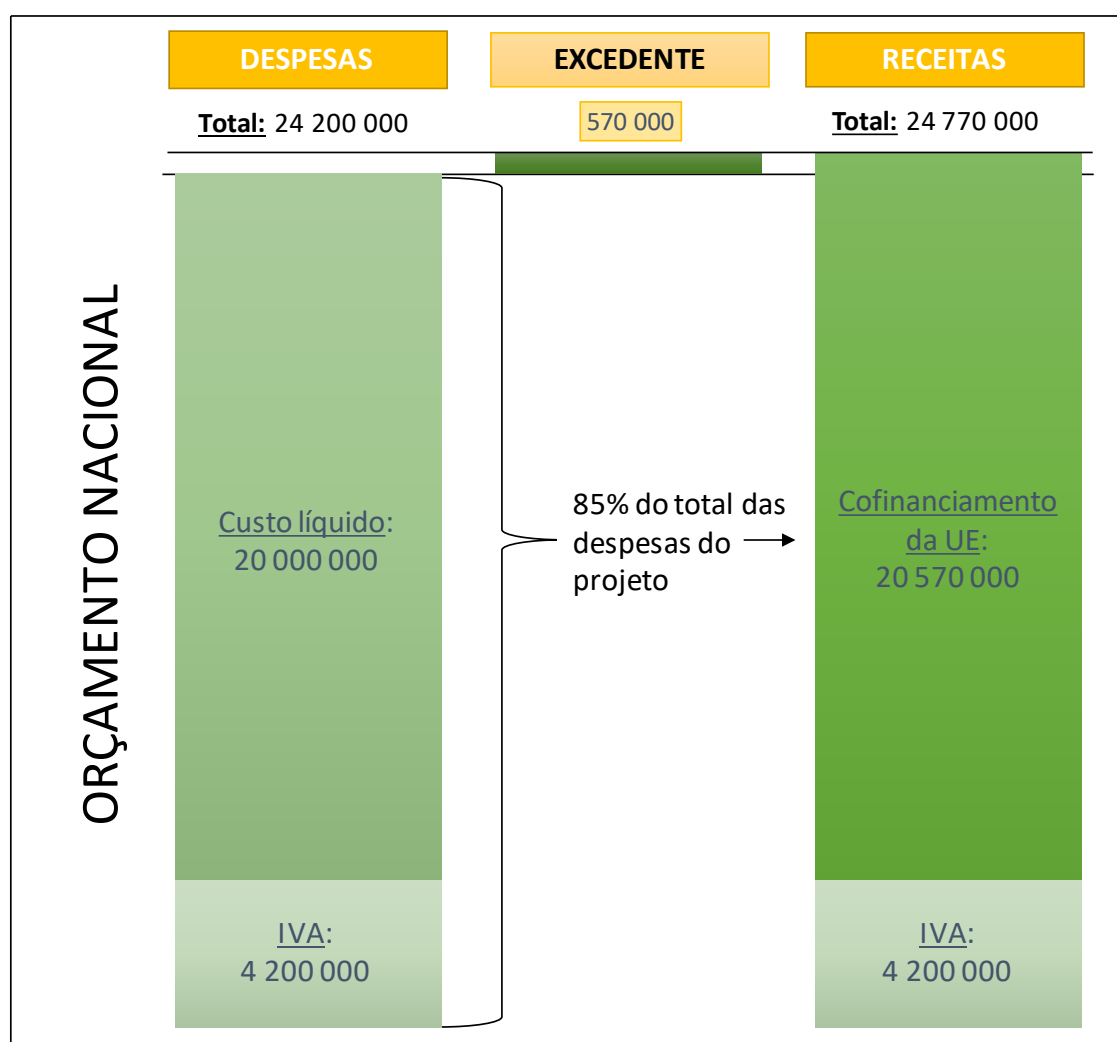 DESPESAS
EXCEDENTE
RECEITAS
Total: 24 200 000
570 000
Total: 24 770 000
ORÇAMENTO NACIONAL
Custo líquido:
20 000 000
85% do total das
despesas do
projeto
Cofinanciamento
da UE:
20 570 000
IVA:
4 200 000
IVA:
4 200 000